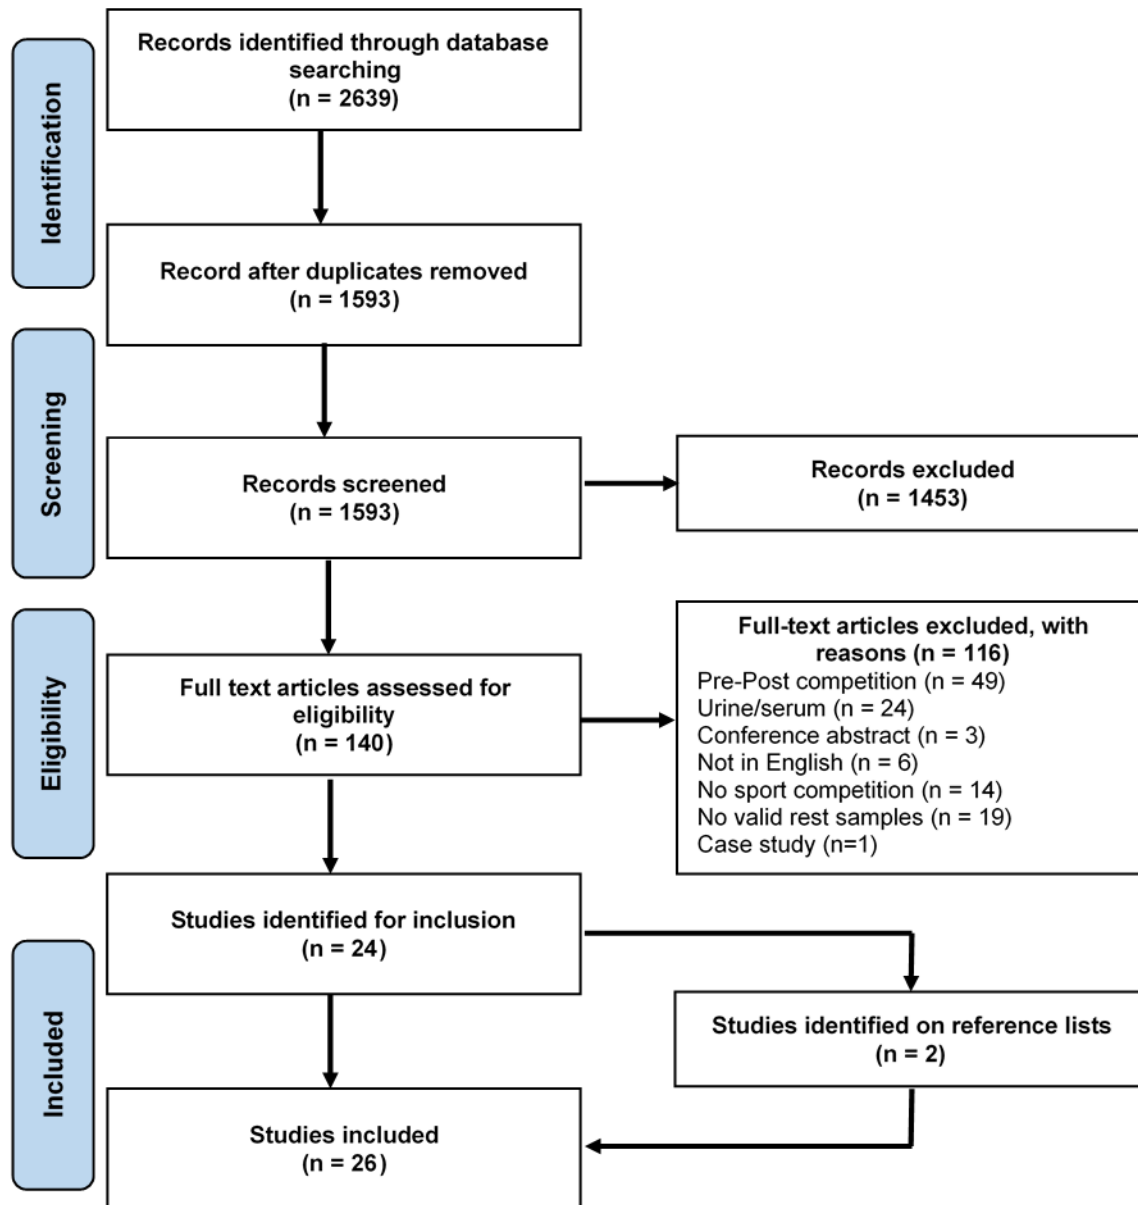 Identification
Records identified through database
searching
(n = 2639)
Record after duplicates removed
(n = 1593)
Screening
Records screened
(n = 1593)
Records excluded
(n = 1453)
Eligibility
Full text articles assessed for
eligibility
(n = 140)
Full-text articles excluded, with
reasons (n = 116)
Pre-Post competition (n = 49)
Urine/serum (n = 24)
Conference abstract (n = 3)
Not in English (n = 6)
No sport competition (n = 14)
No valid rest samples (n = 19)
Case study (n=1)
Included
Studies identified for inclusion
(n = 24)
Studies identified on reference lists
(n = 2)
Studies included
(n = 26)